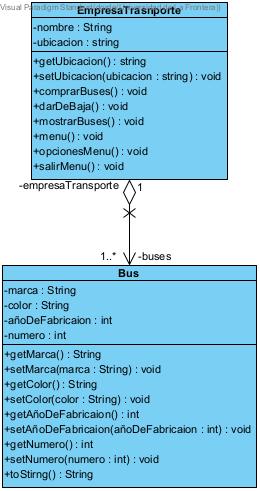 Visual Paradigm Standard
EmpresaTrasnporte
-nombre : String
-ubicacion : string
+getUbicacion() : string
+setUbicacion(ubicacion : string) : void
+comprarBuses() : void
+darDeBaja() : void
+mostrarBuses() : void
+menu() : void
+opcionesMenu() : void
+salirMenu() : void
-empresaTransporte
1
1..*
-buses
Bus
-marca : String
-color : String
-añoDeFabricaion : int
-numero : int
+getMarca() : String
+setMarca(marca : String) : void
+getColor() : String
+setColor(color : String) : void
+getAñoDeFabricaion() : int
+setAñoDeFabricaion(añoDeFabricaion : int) : void
+getNumero() : int
+setNumero(numero : int) : void
+toStirng() : String